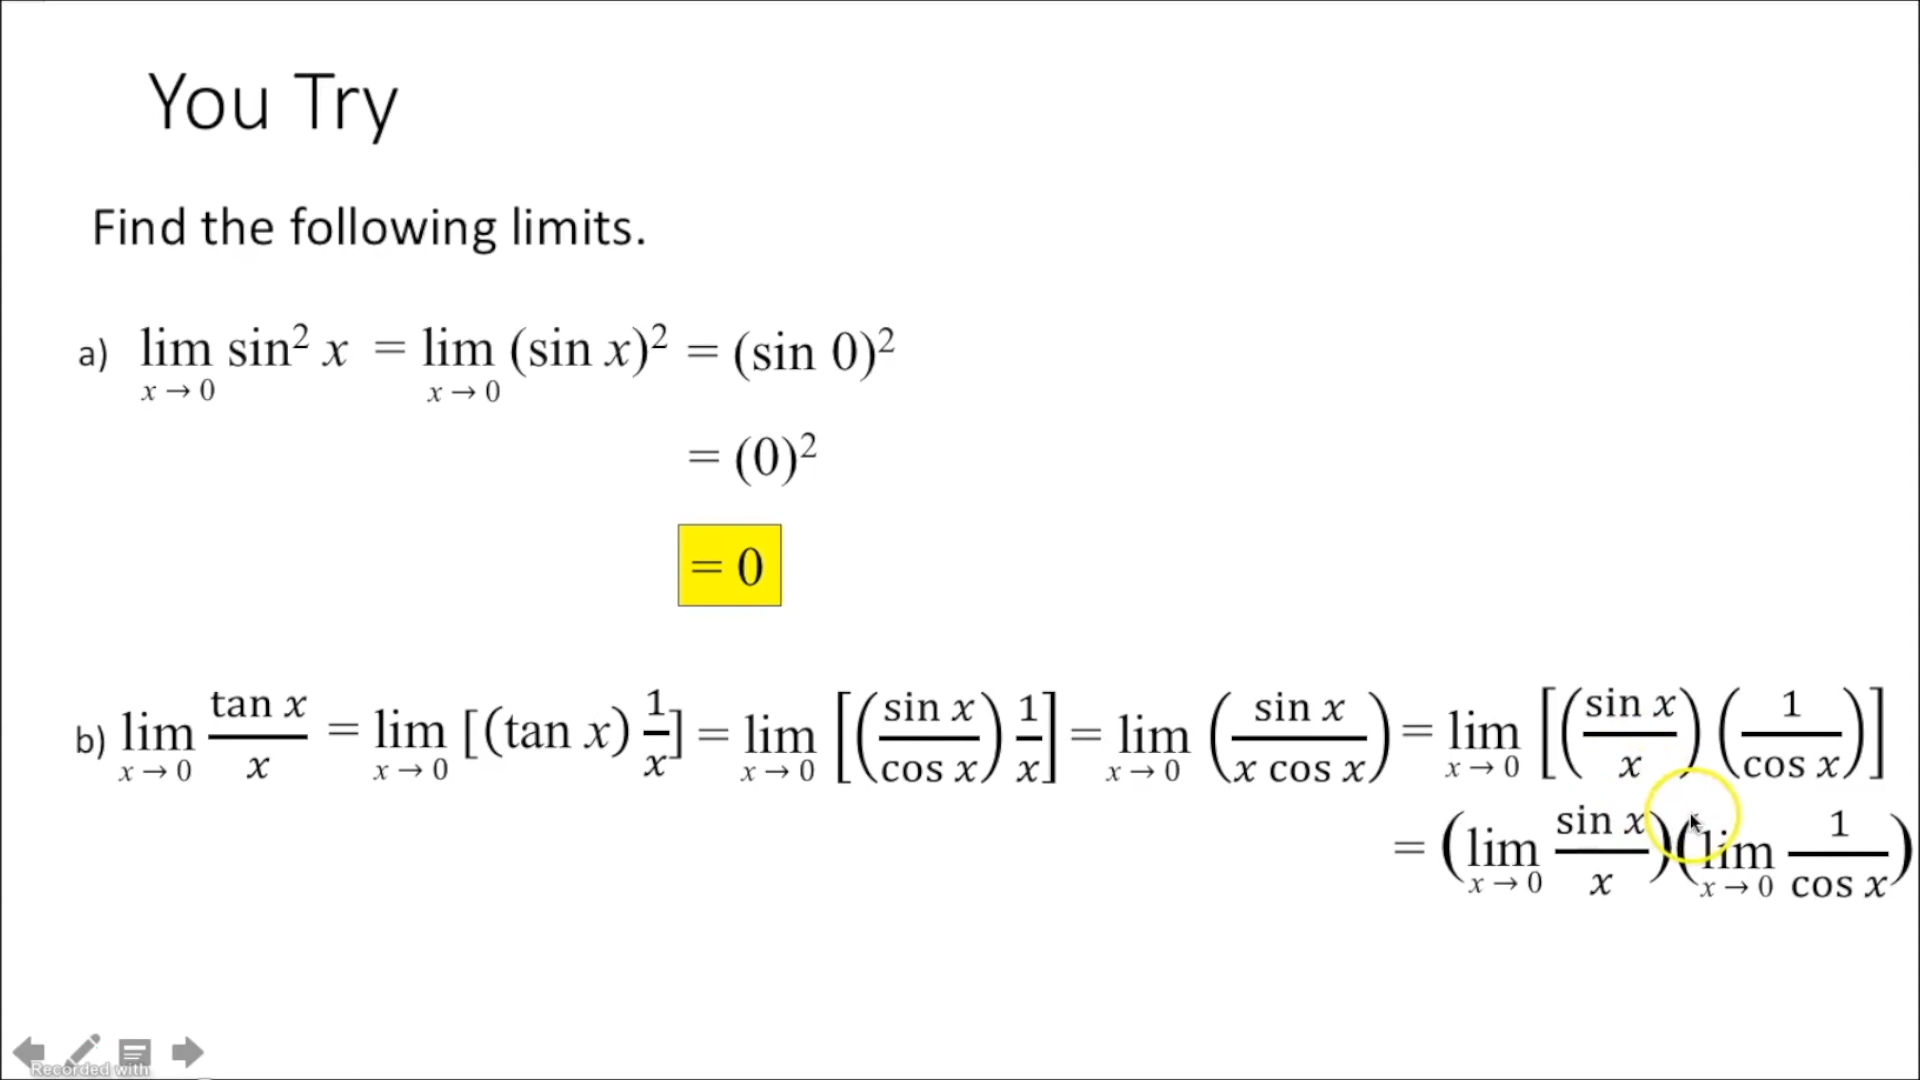 You Try
Find the following limits.
a) lim x→0 sin² x = lim x→0 (sin x)² = (sin 0)²
= (0)²
= 0
b) lim x→0 tan x / x = lim x→0 [(tan x) 1/x] = lim x→0 [(sin x / cos x) 1/x] = lim x→0 (sin x / x cos x) = lim x→0 [(sin x / x)(1 / cos x)]
= (lim x→0 sin x / x)(lim x→0 1 / cos x)
Recorded with